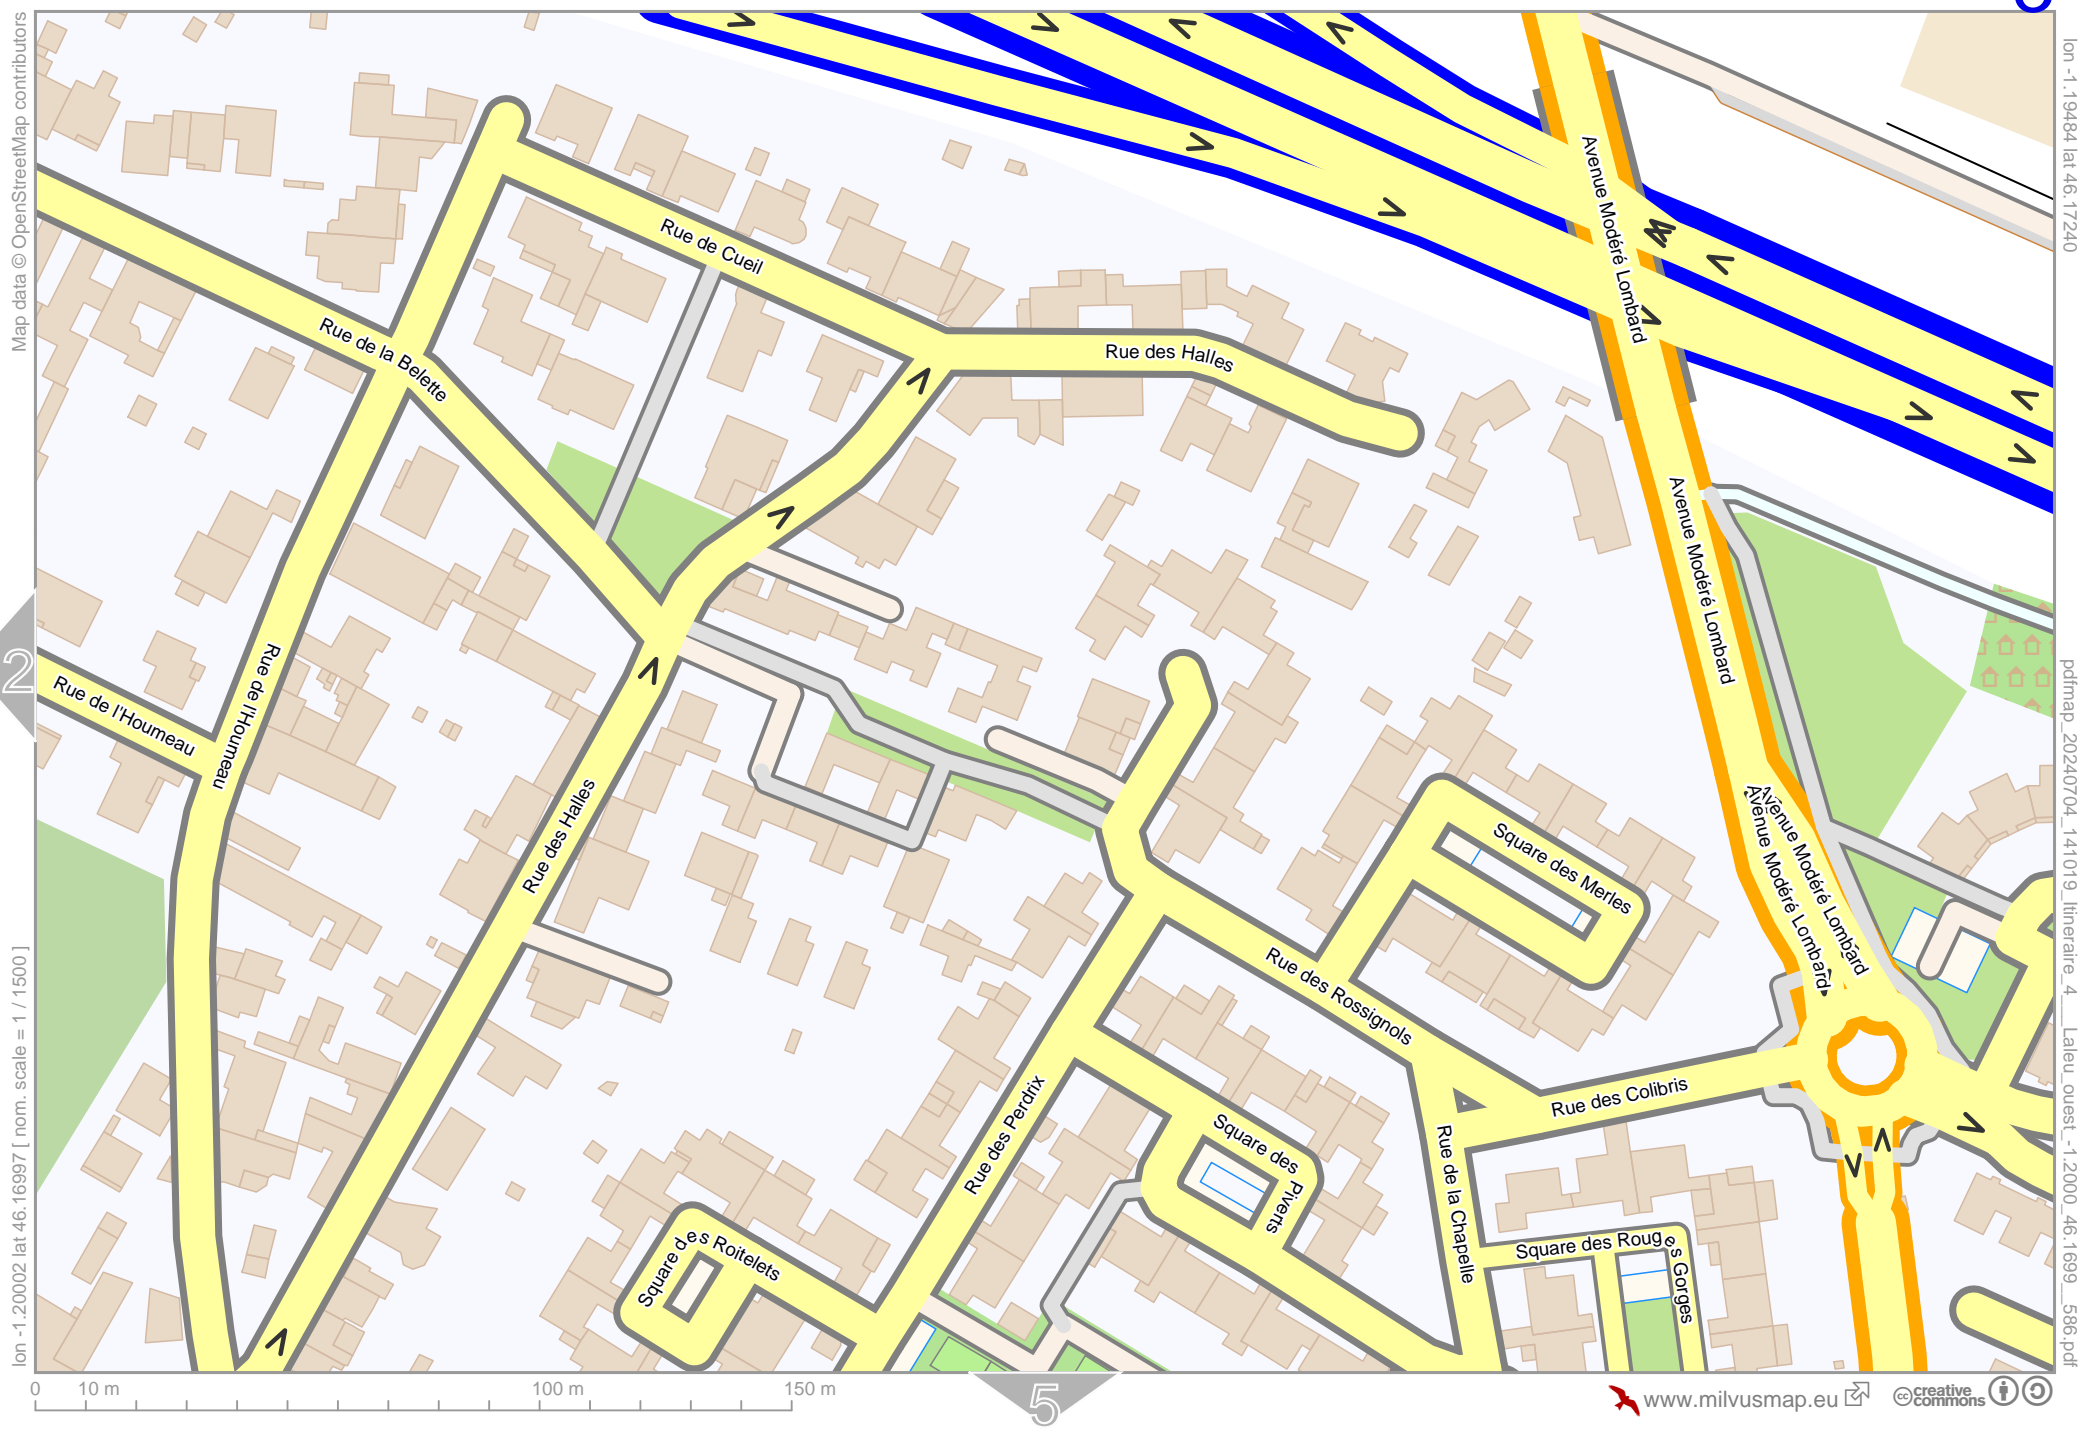 Map data © OpenStreetMap contributors
lon -1.19484 lat 46.17240
Avenue Modéré Lombard
Rue de Cueil
Rue de la Belette
Rue des Halles
Avenue Modéré Lombard
2
Rue de l'Houmeau
Rue de l'Houmeau
Rue des Halles
Avenue Modéré Lombard
Avenue Modéré Lombard
Square des Merles
Rue des Rossignols
Rue des Colibris
Rue des Perdrix
Square des Piverts
Rue de la Chapelle
Square des Roitelets
Square des Rouges Gorges
lon -1.20002 lat 46.16997 [ nom. scale = 1 / 1500 ]
pdfmap_20240704_141019_Itineraire_4___Laleu_ouest_-1.2000_46.1699__586.pdf
0 10 m 100 m 150 m
5
www.milvusmap.eu
cc creative commons